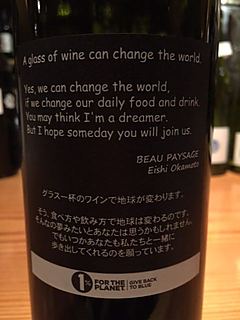 A glass of wine can change the world.
Yes, we can change the world,
if we change our daily food and drink.
You may think I'm a dreamer.
But I hope someday you will join us.
BEAU PAYSAGE
Eishi Okamoto
グラス一杯のワインで地球が変わります。
そう、食べ方や飲み方で地球は変わるのです。
そんなの夢みたいとあなたは思うかもしれません。
でもいつかあなたも私たちと一緒に
歩き出してくれるのを願っています。
1%
FOR THE
PLANET
GIVE BACK
TO BLUE